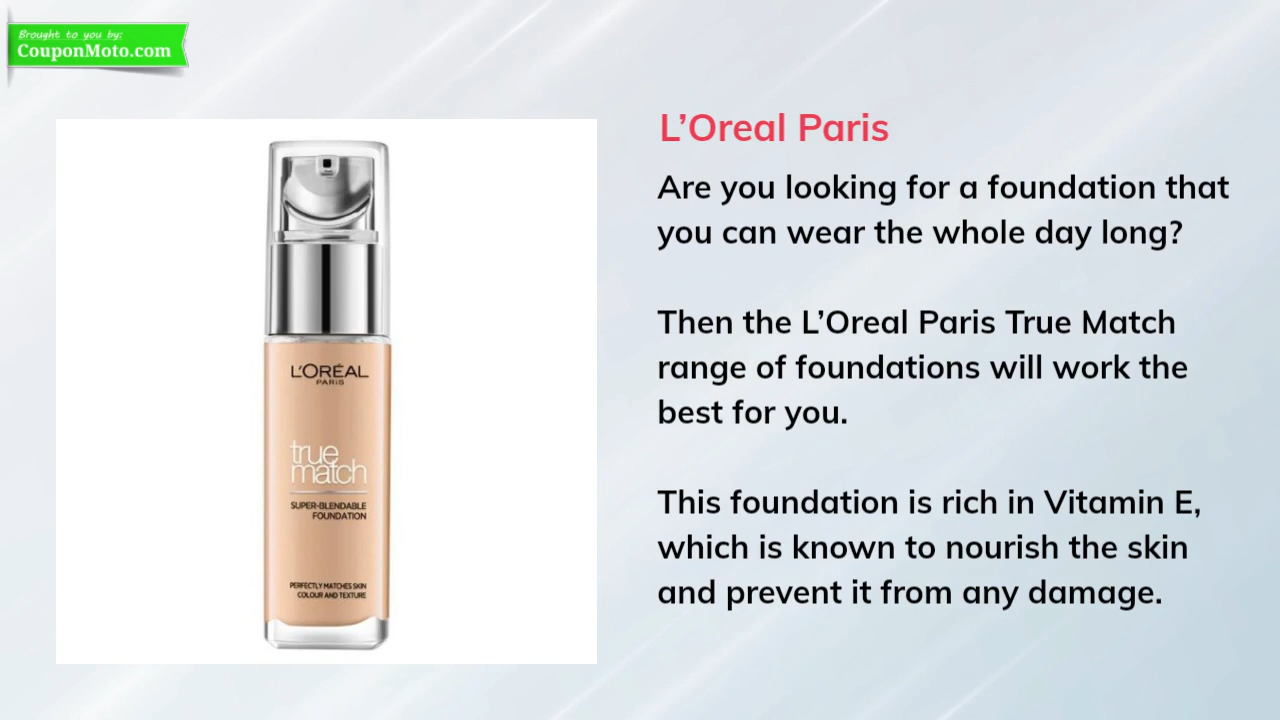 Brought to you by:
CouponMoto.com
L'ORÉAL
PARIS
true
match
SUPER-BLENDABLE
FOUNDATION
PERFECTLY MATCHES SKIN
COLOUR AND TEXTURE
L’Oreal Paris
Are you looking for a foundation that
you can wear the whole day long?
Then the L’Oreal Paris True Match
range of foundations will work the
best for you.
This foundation is rich in Vitamin E,
which is known to nourish the skin
and prevent it from any damage.